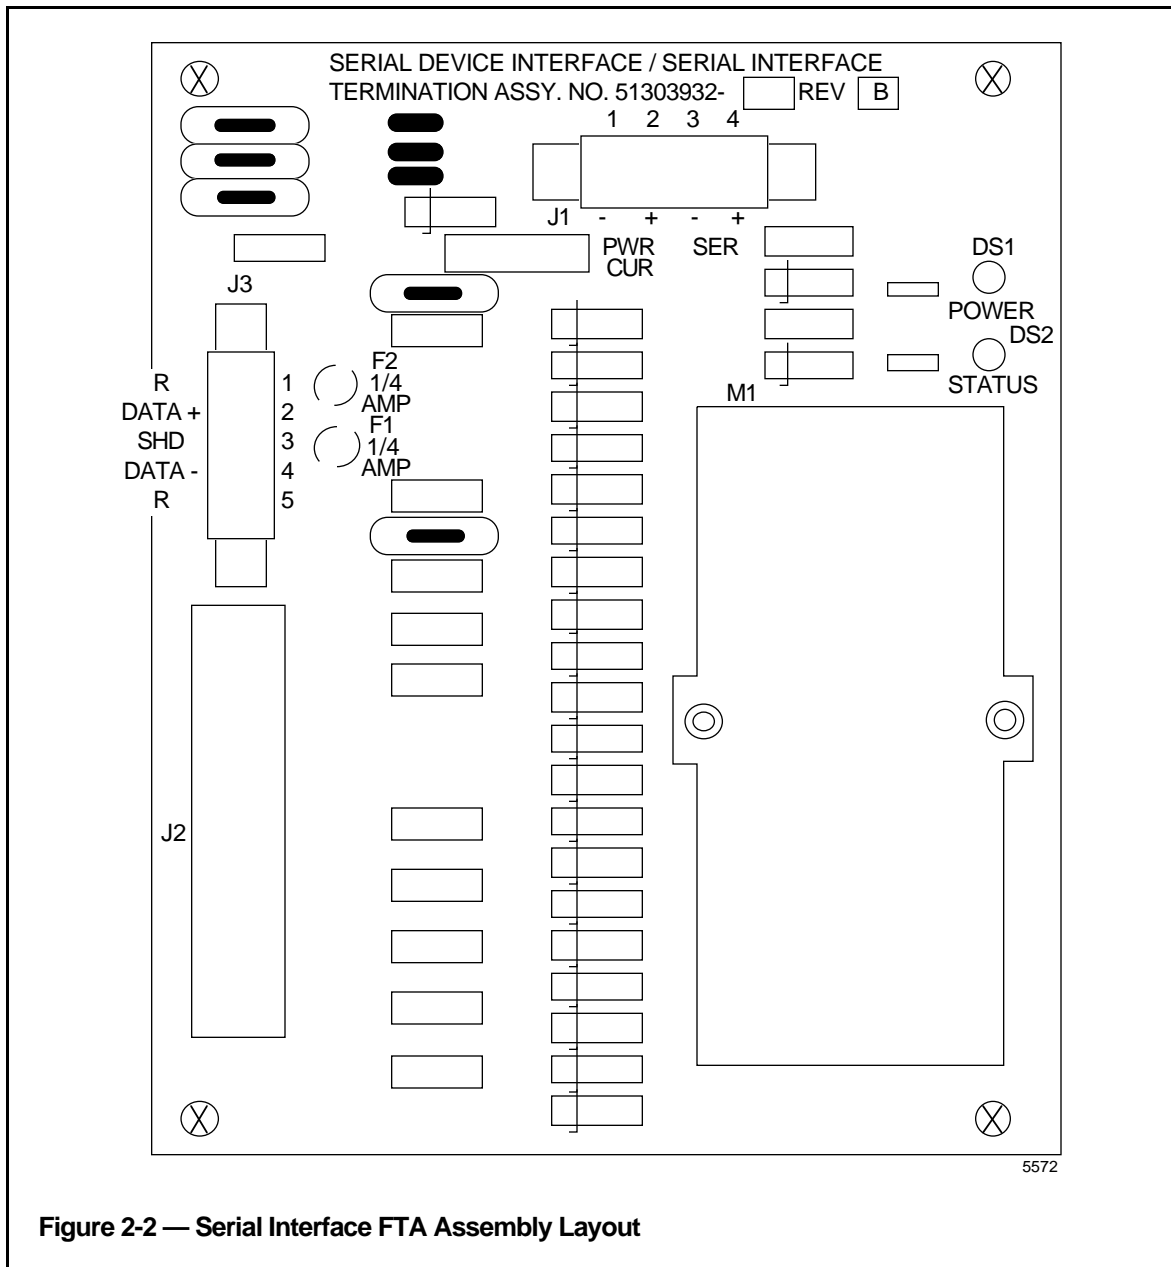 SERIAL DEVICE INTERFACE / SERIAL INTERFACE
TERMINATION ASSY. NO. 51303932- REV B
1 2 3 4
J1 - + - +
PWR SER
CUR
DS1
POWER
DS2
STATUS
J3
R 1
DATA + 2
SHD 3
DATA - 4
R 5
F2
1/4
AMP
F1
1/4
AMP
M1
J2
5572
Figure 2-2 — Serial Interface FTA Assembly Layout